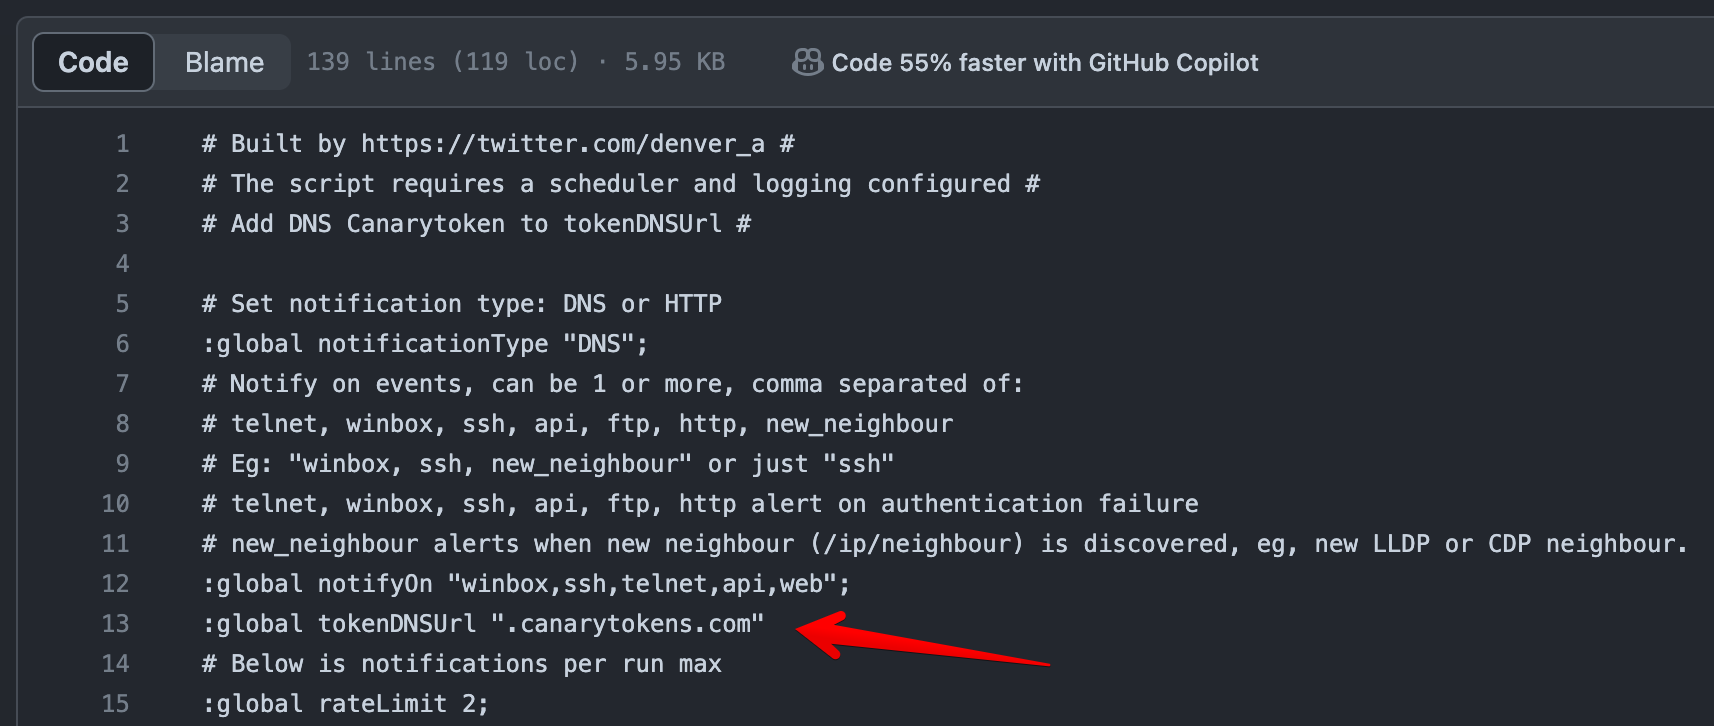 Code Blame 139 lines (119 loc) · 5.95 KB Code 55% faster with GitHub Copilot
1 # Built by https://twitter.com/denver_a #
2 # The script requires a scheduler and logging configured #
3 # Add DNS Canarytoken to tokenDNSUrl #
4
5 # Set notification type: DNS or HTTP
6 :global notificationType "DNS";
7 # Notify on events, can be 1 or more, comma separated of:
8 # telnet, winbox, ssh, api, ftp, http, new_neighbour
9 # Eg: "winbox, ssh, new_neighbour" or just "ssh"
10 # telnet, winbox, ssh, api, ftp, http alert on authentication failure
11 # new_neighbour alerts when new neighbour (/ip/neighbour) is discovered, eg, new LLDP or CDP neighbour.
12 :global notifyOn "winbox,ssh,telnet,api,web";
13 :global tokenDNSUrl ".canarytokens.com"
14 # Below is notifications per run max
15 :global rateLimit 2;